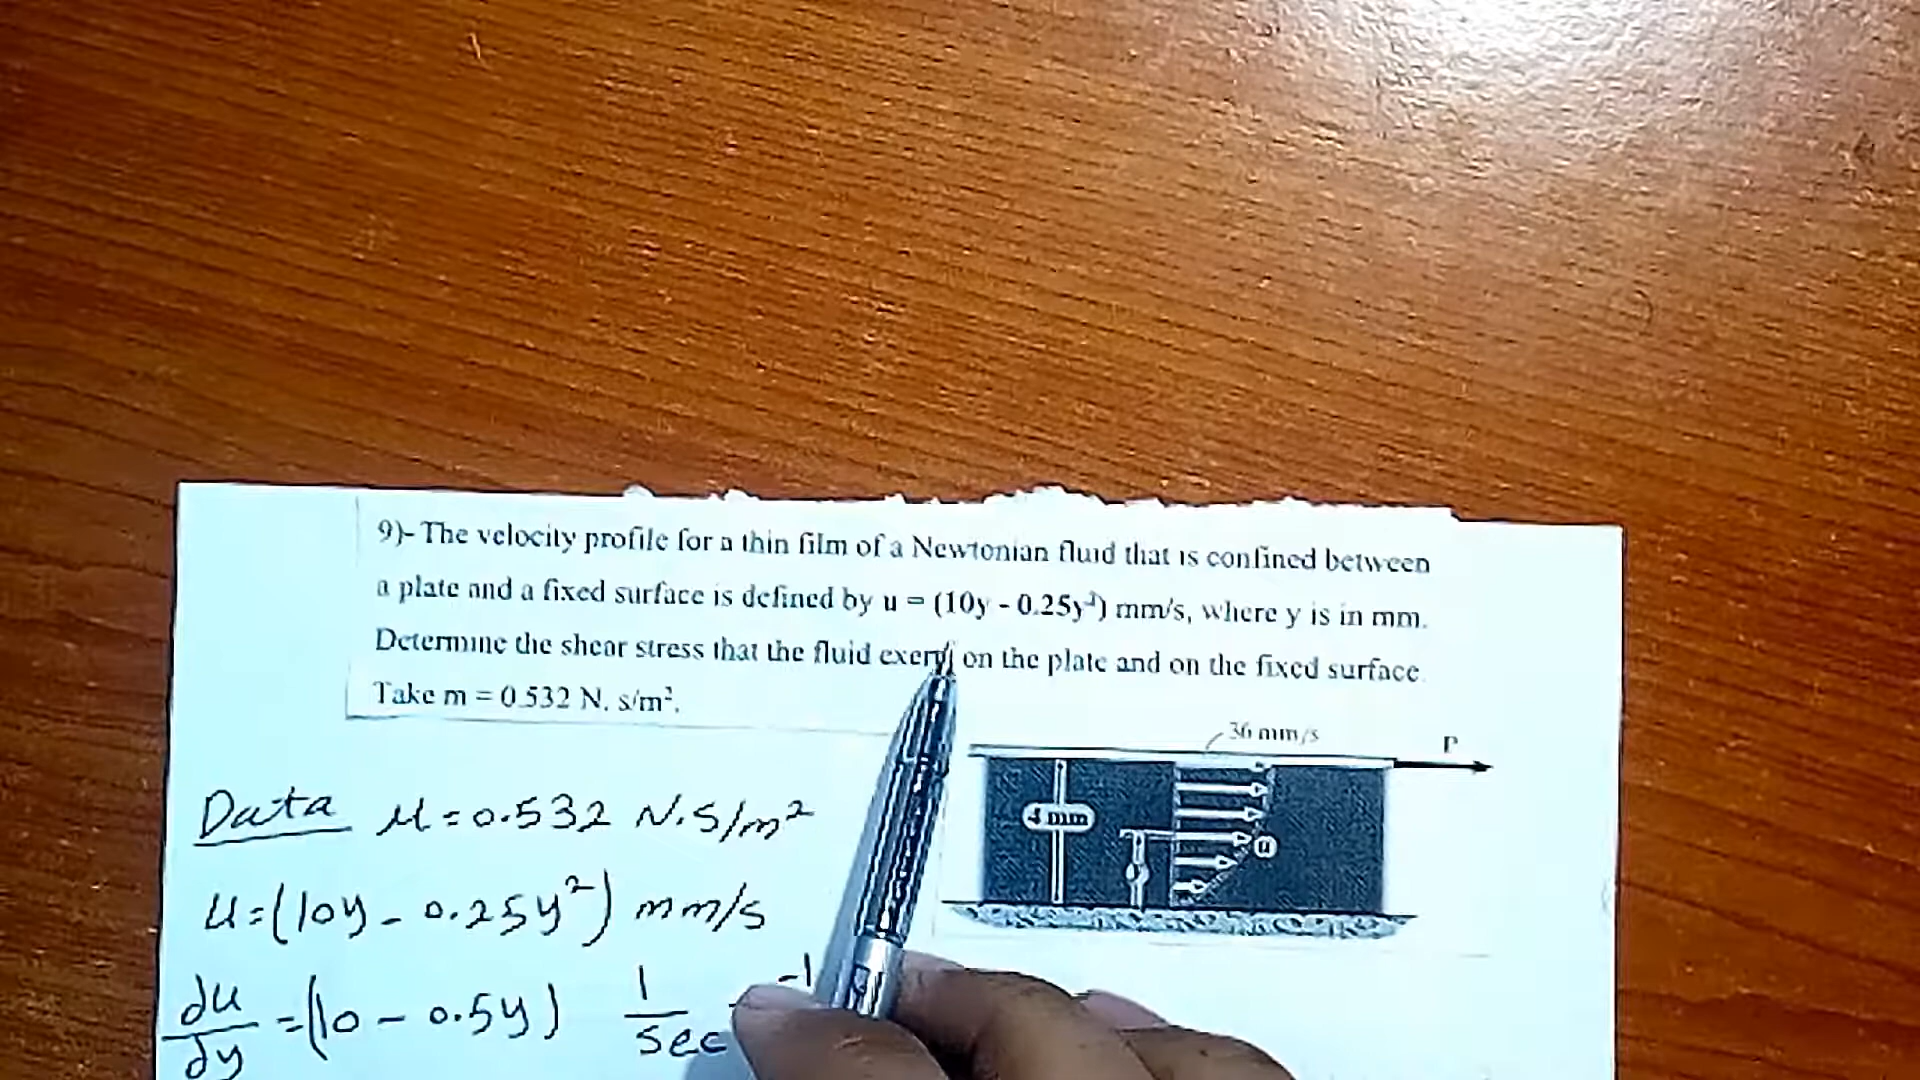 9)- The velocity profile for a thin film of a Newtonian fluid that is confined between
a plate and a fixed surface is defined by u = (10y - 0.25y²) mm/s, where y is in mm.
Determine the shear stress that the fluid on the plate and on the fixed surface.
Take m = 0.532 N. s/m².
36 mm/s
P
4 mm
y
u
Data μ = 0.532 N.S/m²
u=(10y - 0.25y²) mm/s
du/dy =(10 - 0.5y) 1/sec -1